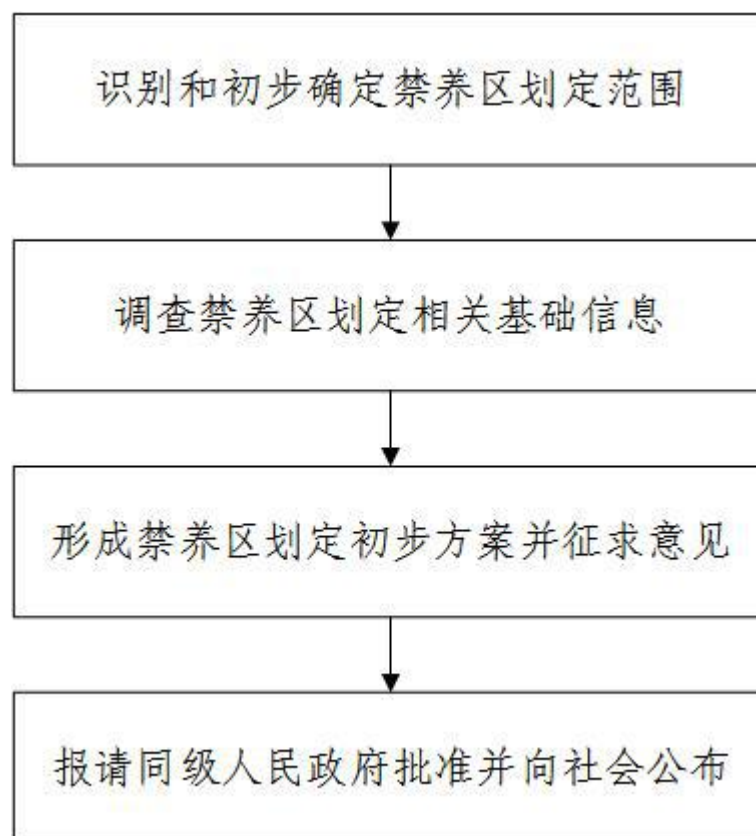 识别和初步确定禁养区划定范围
调查禁养区划定相关基础信息
形成禁养区划定初步方案并征求意见
报请同级人民政府批准并向社会公布